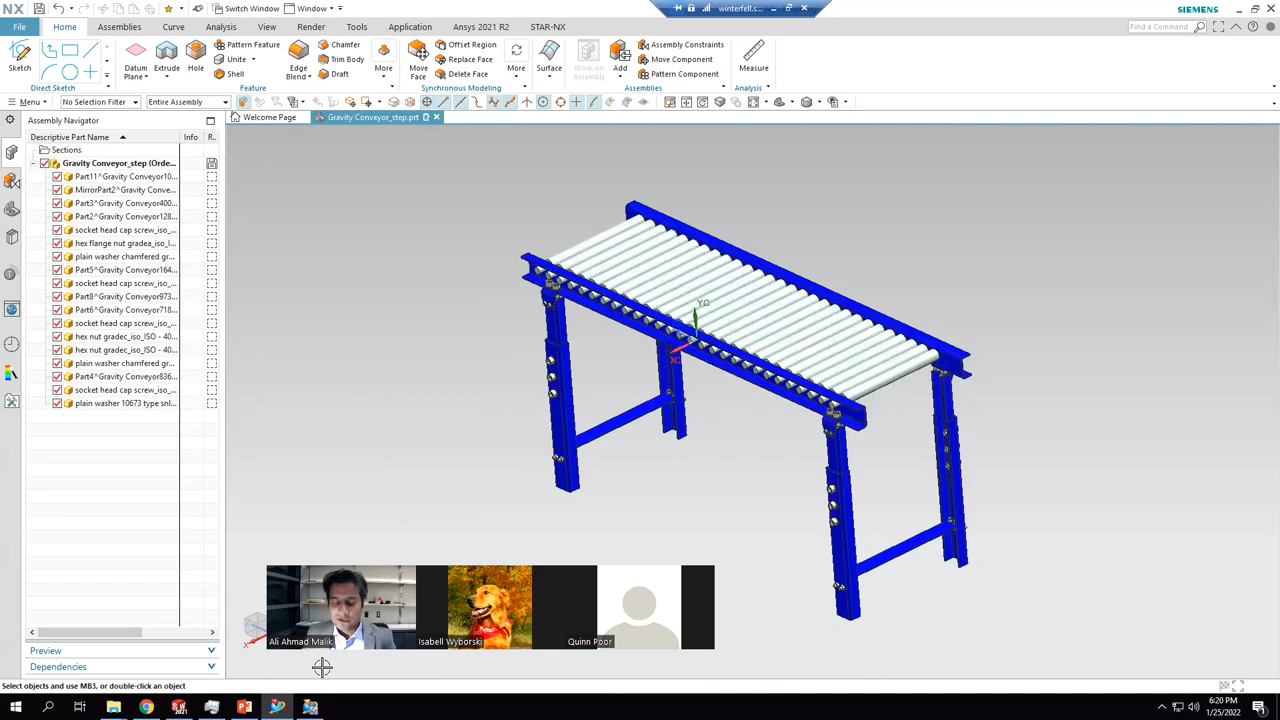 NX
Switch Window
Window
winterfell.s...
SIEMENS
File
Home
Assemblies
Curve
Analysis
View
Render
Tools
Application
Ansys 2021 R2
STAR-NX
Find a Command
Sketch
Direct Sketch
Datum Plane
Extrude
Hole
Pattern Feature
Unite
Shell
Edge Blend
Chamfer
Trim Body
Draft
More
Feature
Move Face
Offset Region
Replace Face
Delete Face
More
Synchronous Modeling
Surface
Work on Assembly
Add
Assembly Constraints
Move Component
Pattern Component
Assemblies
Measure
Analysis
Menu
No Selection Filter
Entire Assembly
Assembly Navigator
Welcome Page
Gravity Conveyor_step.prt
Descriptive Part Name
Info
R..
Sections
Gravity Conveyor_step (Orde...
Part11^Gravity Conveyor10...
MirrorPart2^Gravity Conve...
Part3^Gravity Conveyor400...
Part2^Gravity Conveyor128...
socket head cap screw_iso_...
hex flange nut gradea_iso_I...
plain washer chamfered gr...
Part5^Gravity Conveyor164...
socket head cap screw_iso_...
Part8^Gravity Conveyor973...
Part6^Gravity Conveyor718...
socket head cap screw_iso_...
hex nut gradec_iso_ISO - 40...
hex nut gradec_iso_ISO - 40...
plain washer chamfered gr...
Part4^Gravity Conveyor836...
socket head cap screw_iso_...
plain washer 10673 type snl...
YC
XC
X
Ali Ahmad Malik
Isabell Wyborski
Quinn Poor
Preview
Dependencies
Select objects and use MB3, or double-click an object
6:20 PM
1/25/2022